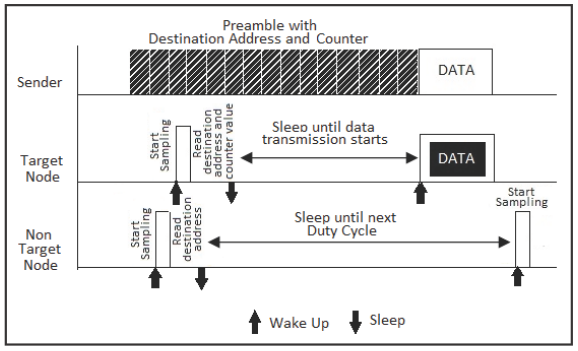 Preamble with
Destination Address and Counter
Sender
DATA
Target
Node
Start
Sampling
Read
destination
address and
counter value
Sleep until data
transmission starts
DATA
Non
Target
Node
Start
Sampling
Read
destination
address
Sleep until next
Duty Cycle
Start
Sampling
Wake Up
Sleep